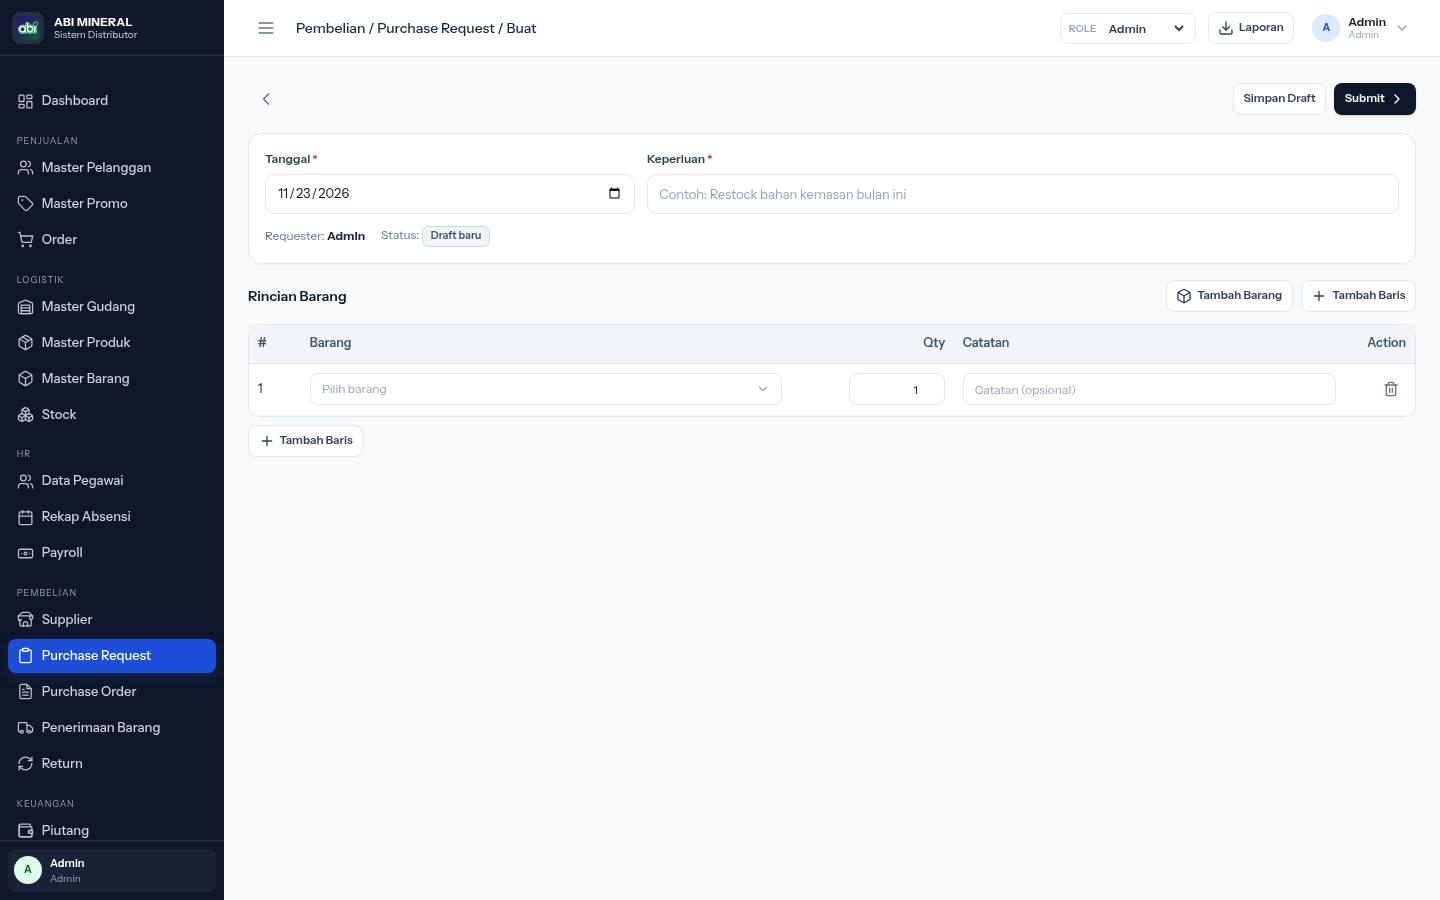 abi
ABI MINERAL
Sistem Distributor
Pembelian / Purchase Request / Buat
ROLE Admin
Laporan
A
Admin
Admin
Dashboard
PENJUALAN
Master Pelanggan
Master Promo
Order
LOGISTIK
Master Gudang
Master Produk
Master Barang
Stock
HR
Data Pegawai
Rekap Absensi
Payroll
PEMBELIAN
Supplier
Purchase Request
Purchase Order
Penerimaan Barang
Return
KEUANGAN
Piutang
A
Admin
Admin
Simpan Draft
Submit
Tanggal *
Keperluan *
11/23/2026
Contoh: Restock bahan kemasan bulan ini
Requester: Admin Status: Draft baru
Rincian Barang
Tambah Barang
Tambah Baris
# Barang Qty Catatan Action
1 Pilih barang 1 Catatan (opsional)
Tambah Baris